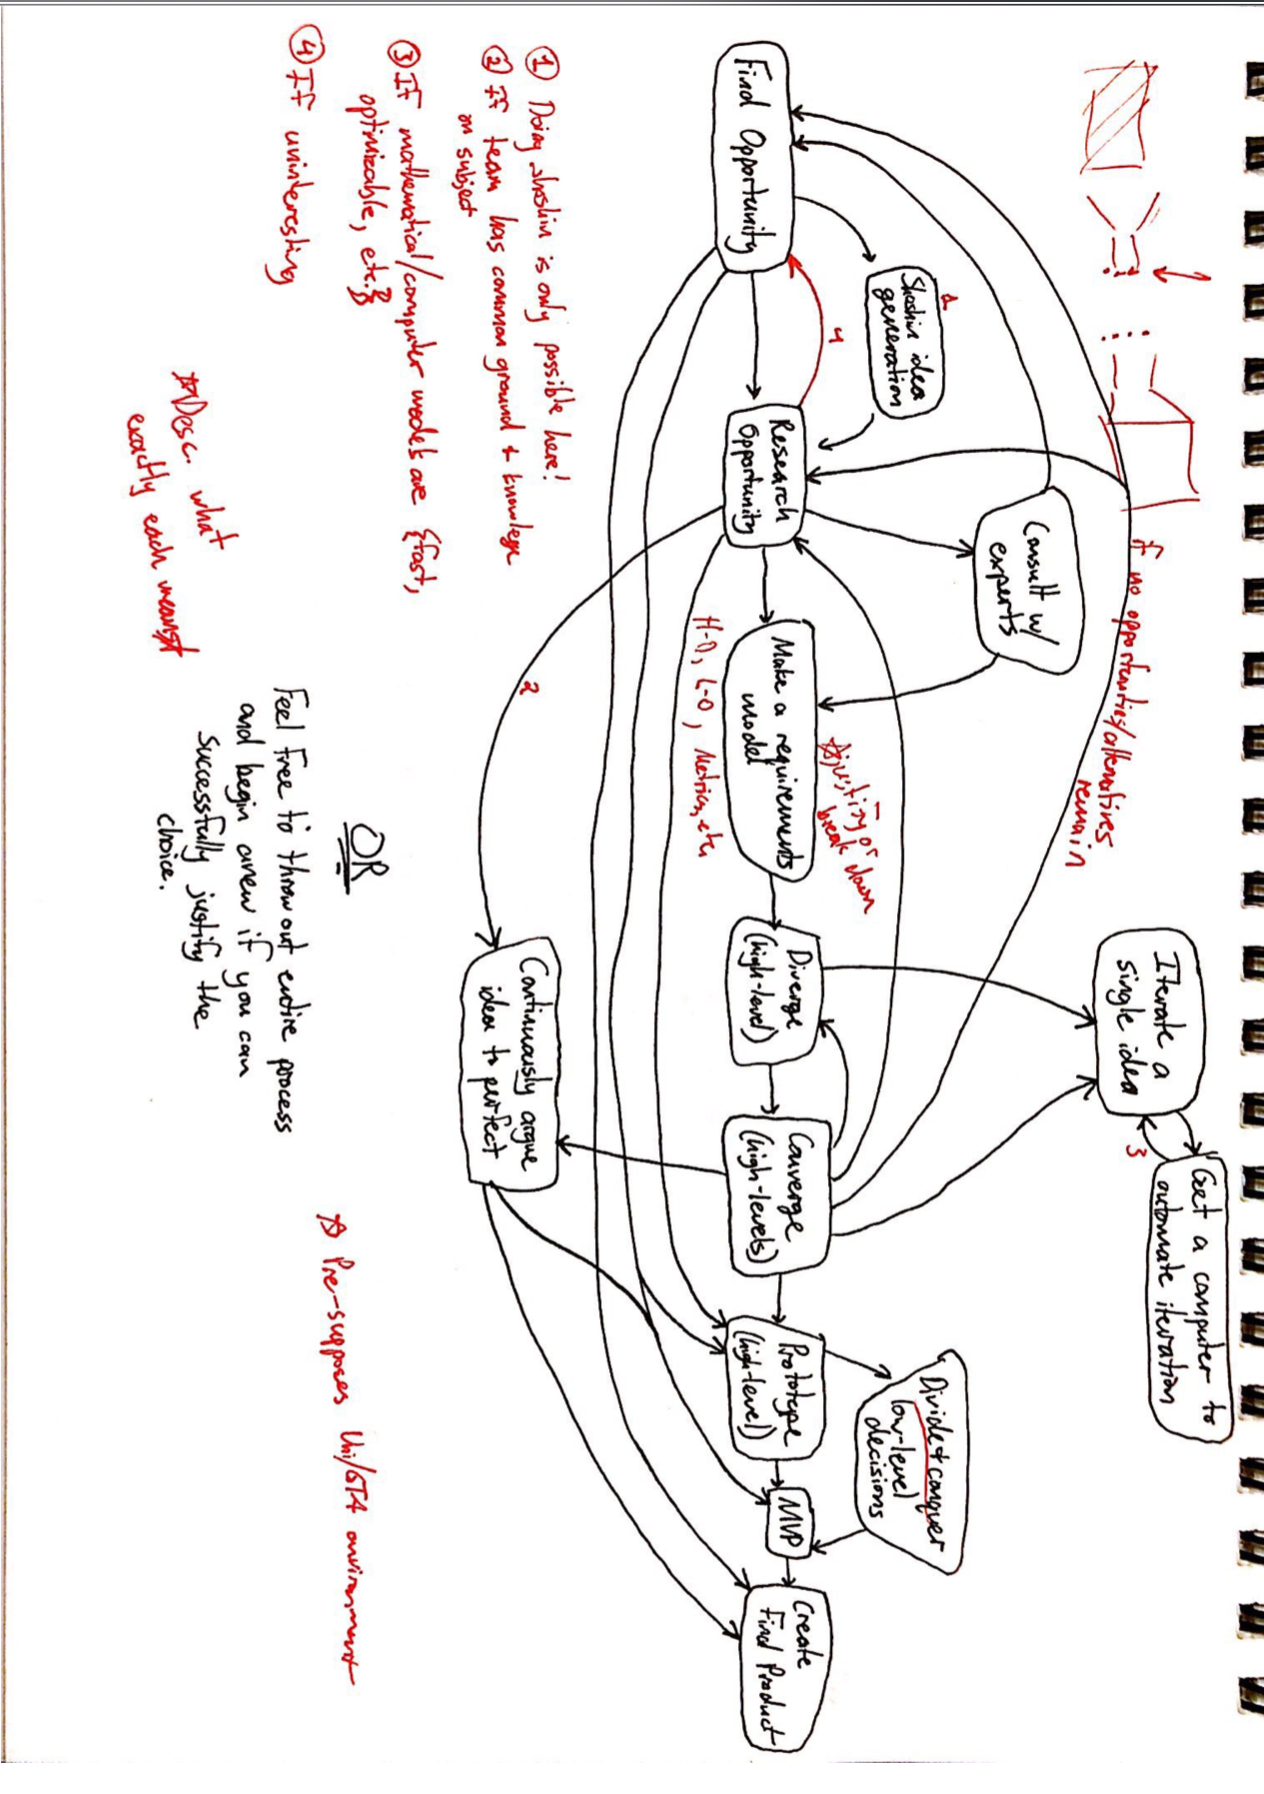 if no opportunities/alternatives
remain
Iterate a
single idea
Get a computer to
automate iteration
3
Consult w/
experts
1
Shoshin idea
generation
4
Adjusting or
break down
Divide + conquer
low-level
decisions
Find Opportunity
Research
Opportunity
Make a requirements
model
H-O, L-O, Metrics, etc
Diverge
(high-level)
Converge
(high-levels)
Prototype
(high-level)
MVP
Create
Final Product
2
Continuously argue
idea to perfect
① Doing shoshin is only possible here!
② If team has common ground + knowlege
on subject
③ If mathematical/computer models are {fast,
optimizable, etc.}
④ If uninteresting
OR
Feel free to throw out entire process
and begin anew if you can
successfully justify the
choice.
☆ Pre-supposes Uni/GTA environment
☆ Desc. what
exactly each means